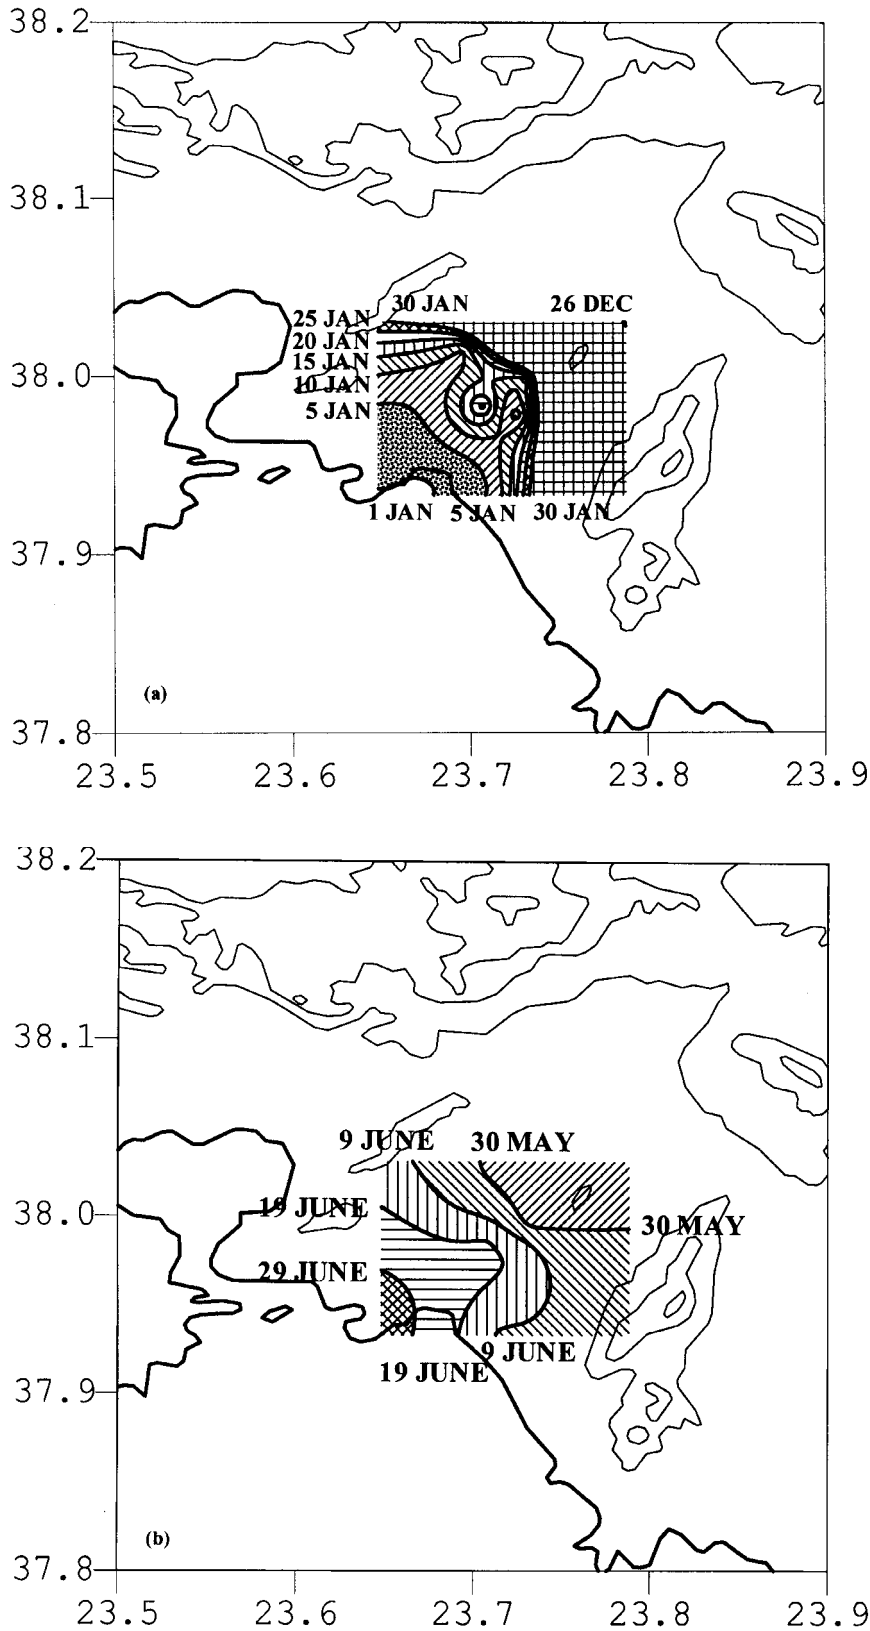 38.2
38.1
30 JAN 26 DEC
25 JAN
20 JAN
15 JAN
38.0
10 JAN
5 JAN
1 JAN 5 JAN 30 JAN
37.9
(a)
37.8
23.5 23.6 23.7 23.8 23.9
38.2
38.1
9 JUNE 30 MAY
38.0
19 JUNE
30 MAY
29 JUNE
9 JUNE
19 JUNE
37.9
(b)
37.8
23.5 23.6 23.7 23.8 23.9